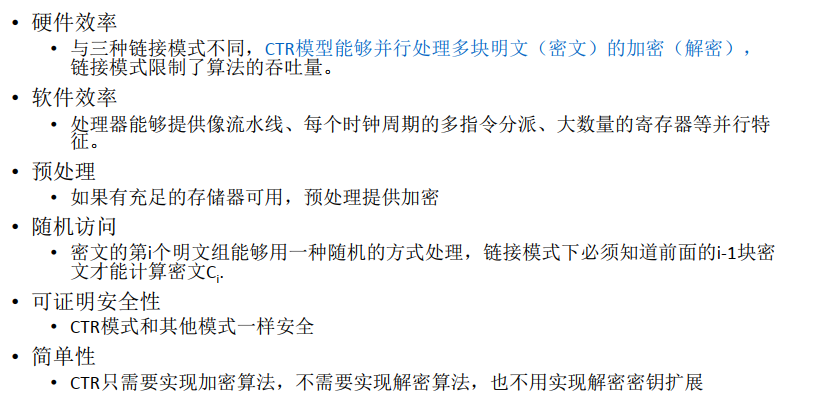 • 硬件效率
• 与三种链接模式不同，CTR模型能够并行处理多块明文（密文）的加密（解密），
链接模式限制了算法的吞吐量。
• 软件效率
• 处理器能够提供像流水线、每个时钟周期的多指令分派、大数量的寄存器等并行特
征。
• 预处理
• 如果有充足的存储器可用，预处理提供加密
• 随机访问
• 密文的第i个明文组能够用一种随机的方式处理，链接模式下必须知道前面的i-1块密
文才能计算密文Ci.
• 可证明安全性
• CTR模式和其他模式一样安全
• 简单性
• CTR只需要实现加密算法，不需要实现解密算法，也不用实现解密密钥扩展